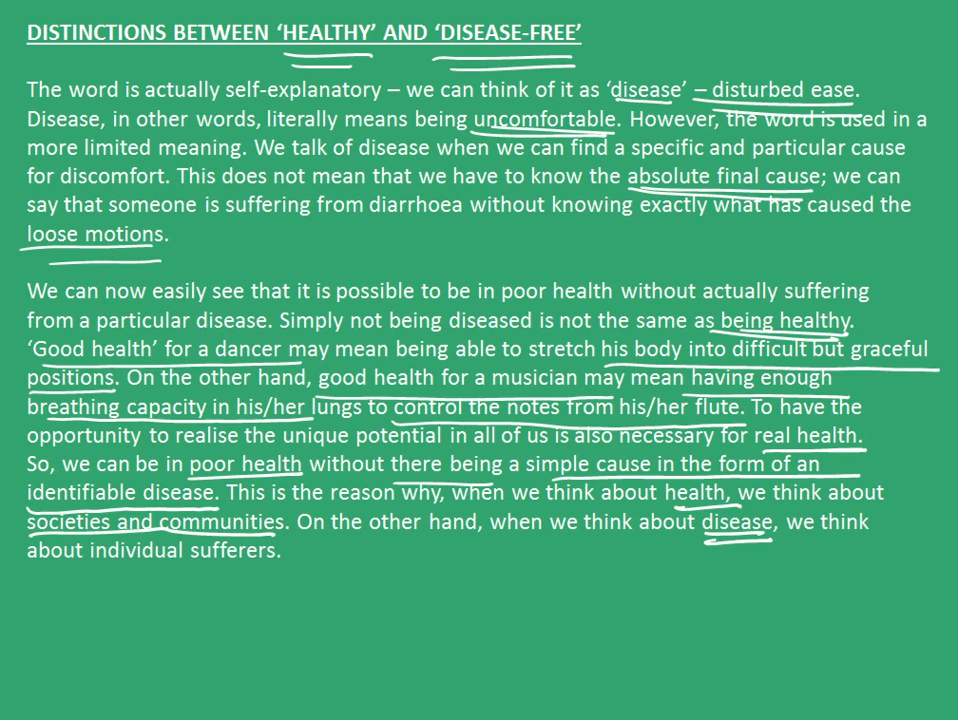 DISTINCTIONS BETWEEN ‘HEALTHY’ AND ‘DISEASE-FREE’
The word is actually self-explanatory – we can think of it as ‘disease’ – disturbed ease.
Disease, in other words, literally means being uncomfortable. However, the word is used in a
more limited meaning. We talk of disease when we can find a specific and particular cause
for discomfort. This does not mean that we have to know the absolute final cause; we can
say that someone is suffering from diarrhoea without knowing exactly what has caused the
loose motions.
We can now easily see that it is possible to be in poor health without actually suffering
from a particular disease. Simply not being diseased is not the same as being healthy.
‘Good health’ for a dancer may mean being able to stretch his body into difficult but graceful
positions. On the other hand, good health for a musician may mean having enough
breathing capacity in his/her lungs to control the notes from his/her flute. To have the
opportunity to realise the unique potential in all of us is also necessary for real health.
So, we can be in poor health without there being a simple cause in the form of an
identifiable disease. This is the reason why, when we think about health, we think about
societies and communities. On the other hand, when we think about disease, we think
about individual sufferers.